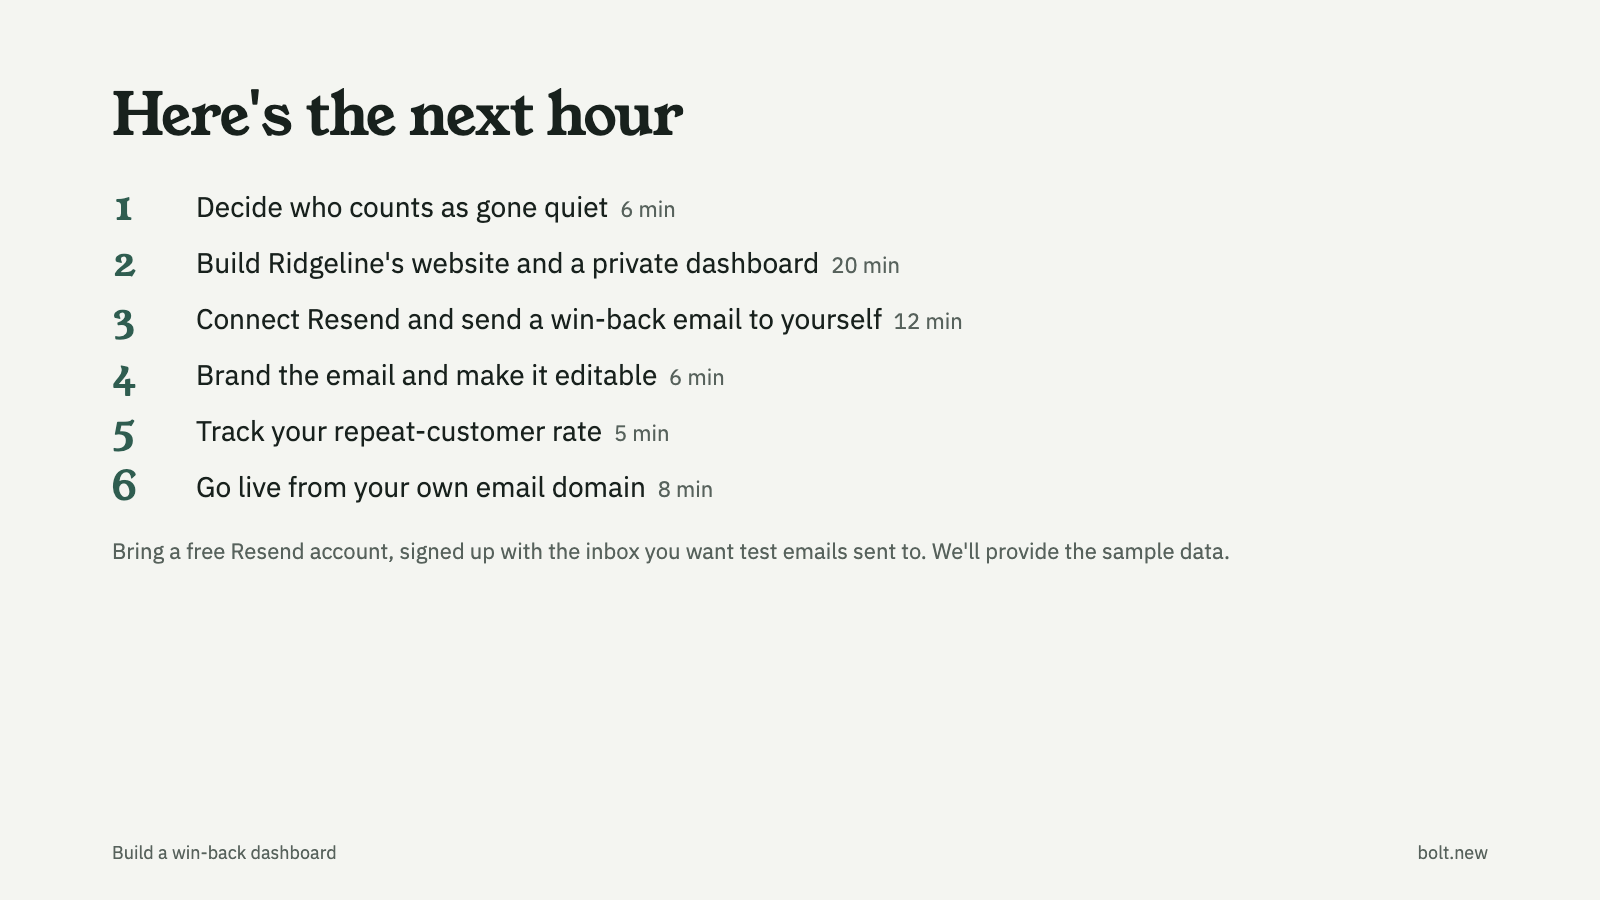 Here's the next hour
1 Decide who counts as gone quiet 6 min
2 Build Ridgeline's website and a private dashboard 20 min
3 Connect Resend and send a win-back email to yourself 12 min
4 Brand the email and make it editable 6 min
5 Track your repeat-customer rate 5 min
6 Go live from your own email domain 8 min
Bring a free Resend account, signed up with the inbox you want test emails sent to. We'll provide the sample data.
Build a win-back dashboard
bolt.new